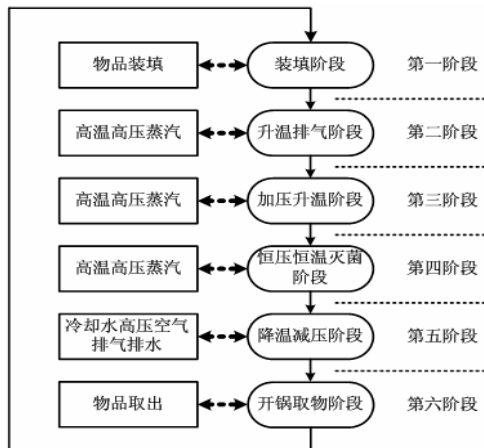 物品装填
装填阶段
第一阶段
高温高压蒸汽
升温排气阶段
第二阶段
高温高压蒸汽
加压升温阶段
第三阶段
高温高压蒸汽
恒压恒温灭菌
阶段
第四阶段
冷却水高压空气
排气排水
降温减压阶段
第五阶段
物品取出
开锅取物阶段
第六阶段